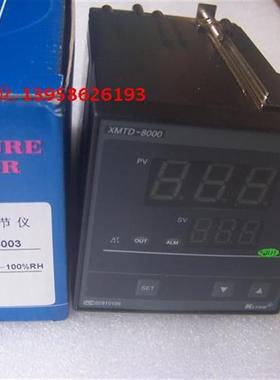 13958626193
URE
R
节仪
003
-100%RH
XMTD-8000
PV
SV
OUT
ALM
SET